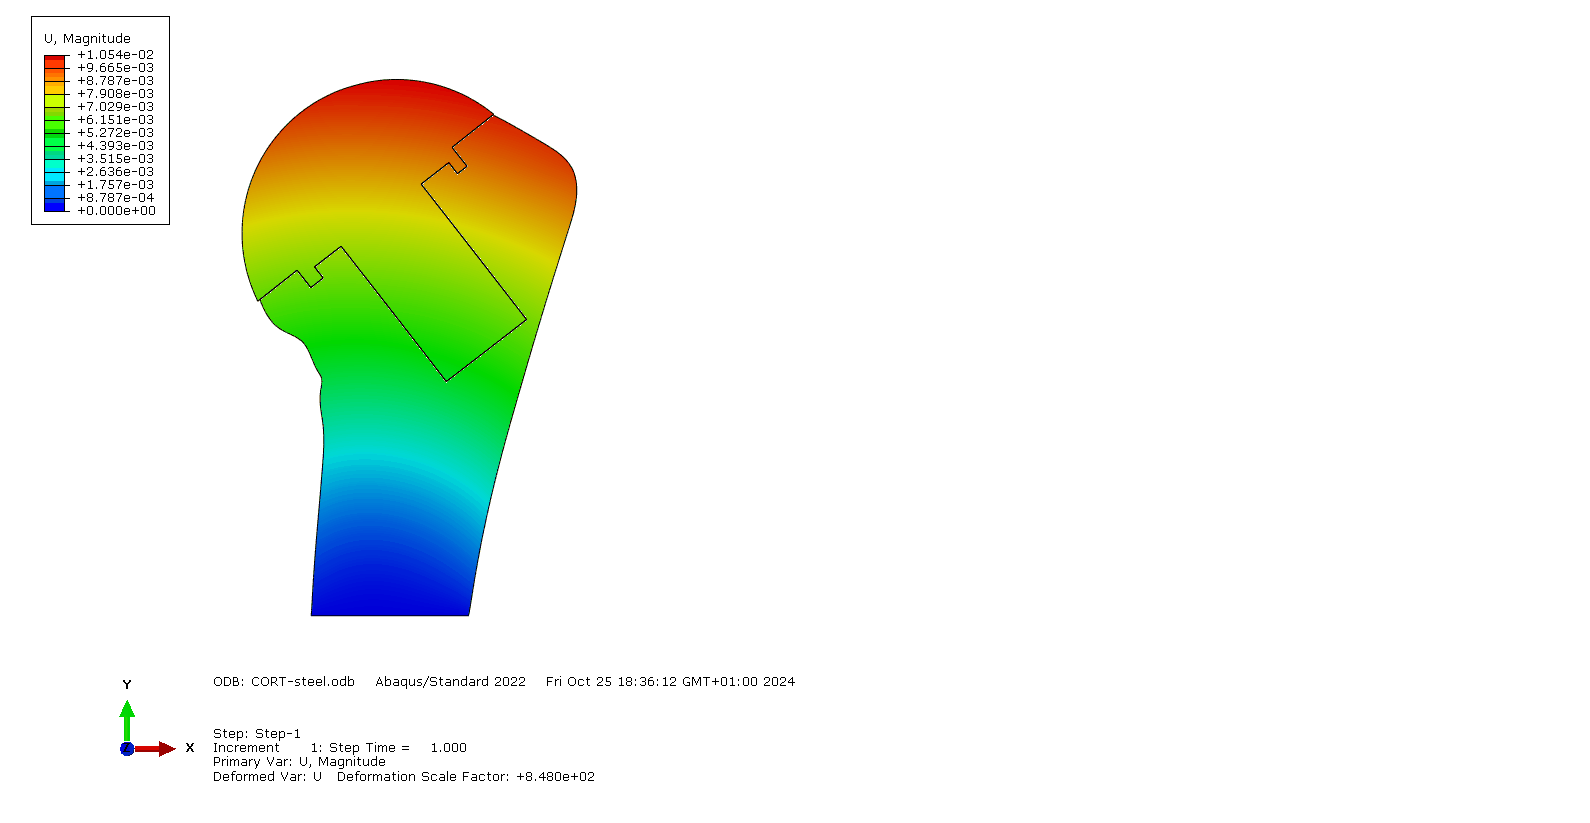 U, Magnitude
+1.054e-02
+9.665e-03
+8.787e-03
+7.908e-03
+7.029e-03
+6.151e-03
+5.272e-03
+4.393e-03
+3.515e-03
+2.636e-03
+1.757e-03
+8.787e-04
+0.000e+00
Y
X
ODB: CORT-steel.odb Abaqus/Standard 2022 Fri Oct 25 18:36:12 GMT+01:00 2024
Step: Step-1
Increment 1: Step Time = 1.000
Primary Var: U, Magnitude
Deformed Var: U Deformation Scale Factor: +8.480e+02